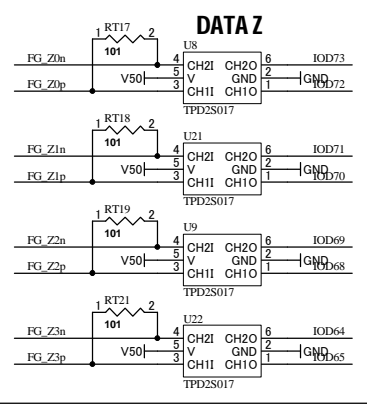 DATA Z
1 RT17 2
101
U8
FG_Z0n 4 CH2I CH2O 6 IOD73
V50 5 V GND 2 GND
FG_Z0p 3 CH1I CH1O 1 IOD72
TPD2S017
1 RT18 2
101
U21
FG_Z1n 4 CH2I CH2O 6 IOD71
V50 5 V GND 2 GND
FG_Z1p 3 CH1I CH1O 1 IOD70
TPD2S017
1 RT19 2
101
U9
FG_Z2n 4 CH2I CH2O 6 IOD69
V50 5 V GND 2 GND
FG_Z2p 3 CH1I CH1O 1 IOD68
TPD2S017
1 RT21 2
101
U22
FG_Z3n 4 CH2I CH2O 6 IOD64
V50 5 V GND 2 GND
FG_Z3p 3 CH1I CH1O 1 IOD65
TPD2S017